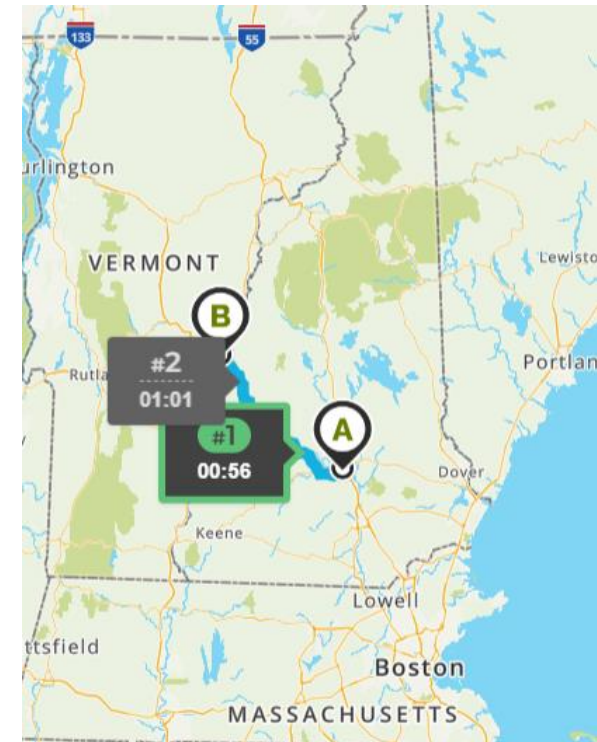 133
55
urlington
VERMONT
Lewisto
B
#2
01:01
Rutla
Portlan
#1
00:56
A
Dover
Keene
Lowell
ttsfield
Boston
MASSACHUSETTS